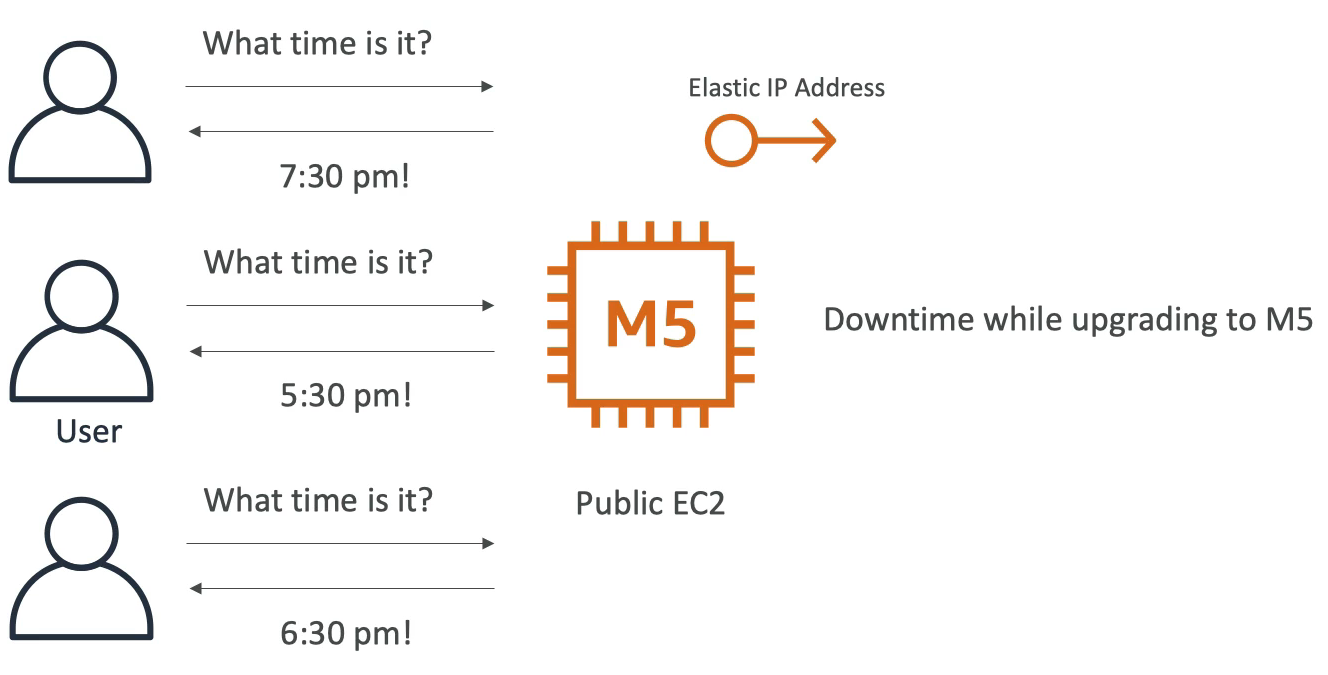 What time is it?
Elastic IP Address
7:30 pm!
What time is it?
M5
Downtime while upgrading to M5
5:30 pm!
User
What time is it?
Public EC2
6:30 pm!